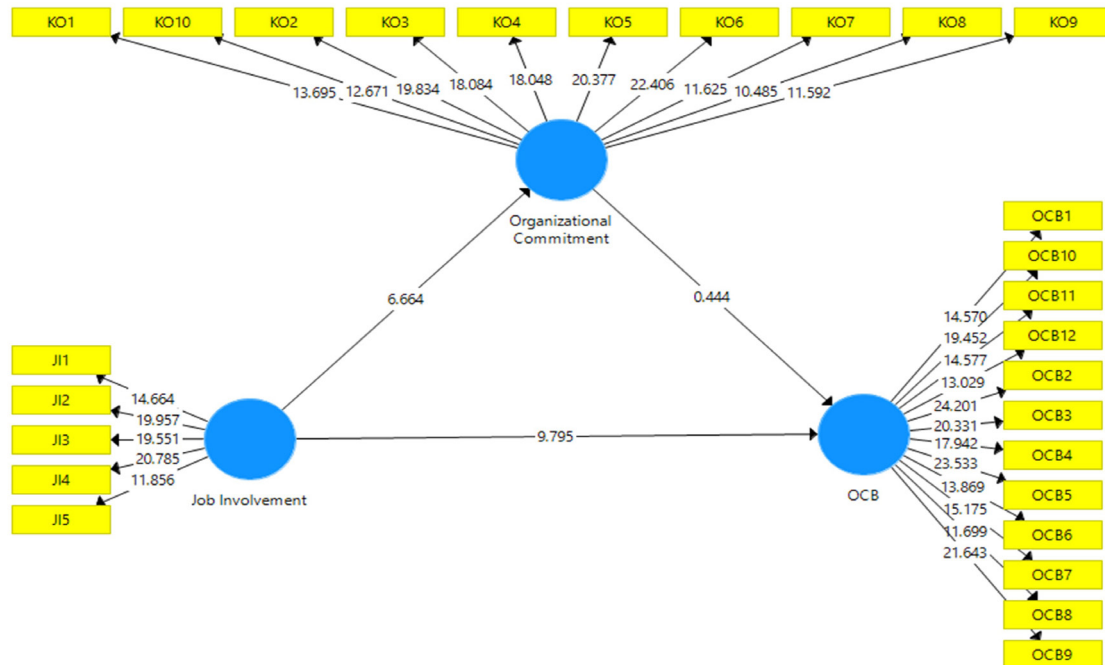 KO1
KO10
KO2
KO3
KO4
KO5
KO6
KO7
KO8
KO9
13.695
12.671
19.834
18.084
18.048
20.377
22.406
11.625
10.485
11.592
Organizational
Commitment
6.664
0.444
JI1
JI2
JI3
JI4
JI5
14.664
19.957
19.551
20.785
11.856
Job Involvement
9.795
OCB
14.570
19.452
14.577
13.029
24.201
20.331
17.942
23.533
13.869
15.175
11.699
21.643
OCB1
OCB10
OCB11
OCB12
OCB2
OCB3
OCB4
OCB5
OCB6
OCB7
OCB8
OCB9